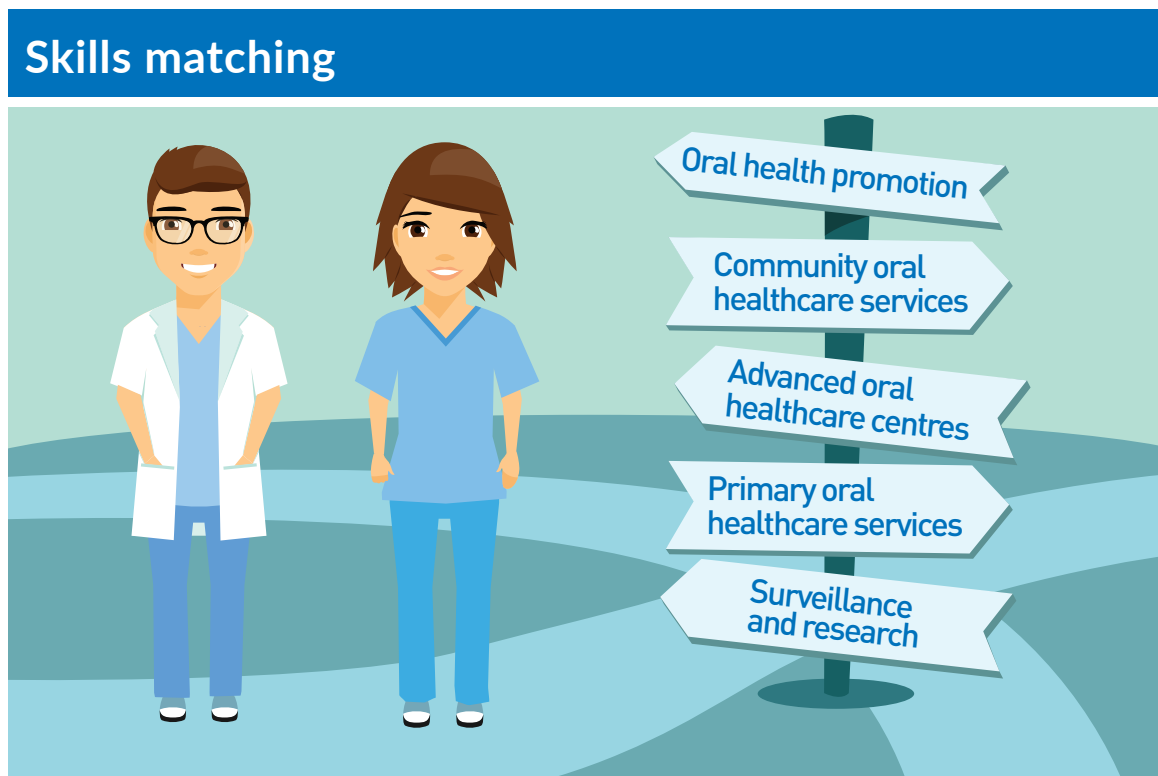 Skills matching
Oral health promotion
Community oral
healthcare services
Advanced oral
healthcare centres
Primary oral
healthcare services
Surveillance
and research